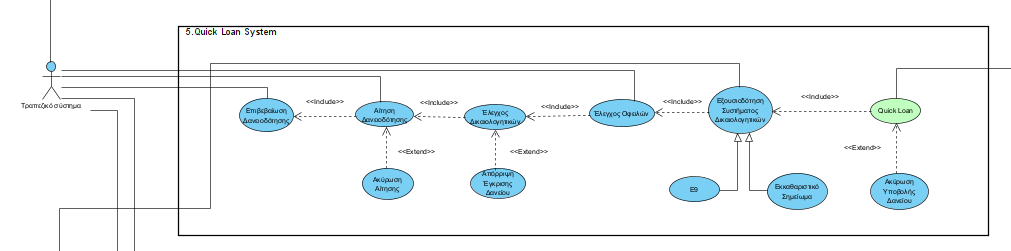 5.Quick Loan System
Τραπεζικό σύστημα
Επιβεβαίωση
Δανειοδότησης
<<Include>>
Αίτηση
Δανειοδότησης
<<Include>>
Έλεγχος
Δικαιολογητικών
<<Include>>
Έλεγχος Οφειλών
<<Include>>
Εξουσιοδότηση
Συστήματος
Δικαιολογητικών
<<Include>>
Quick Loan
<<Extend>>
<<Extend>>
<<Extend>>
Ακύρωση
Αίτησης
Απόρριψη
Έγκρισης
Δανείου
E9
Εκκαθαριστικό
Σημείωμα
Ακύρωση
Υποβολής
Δανείου